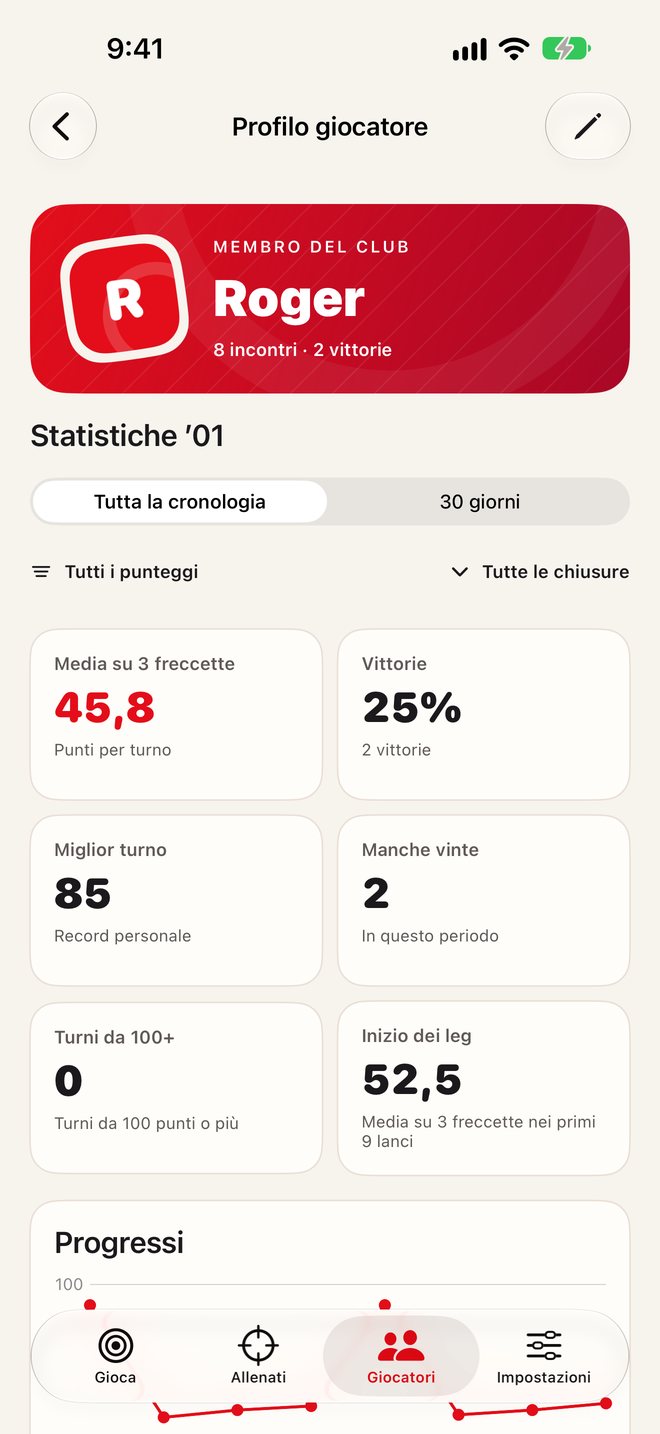 9:41
Profilo giocatore
R
MEMBRO DEL CLUB
Roger
8 incontri · 2 vittorie
Statistiche ’01
Tutta la cronologia
30 giorni
Tutti i punteggi
Tutte le chiusure
Media su 3 freccette
45,8
Punti per turno
Vittorie
25%
2 vittorie
Miglior turno
85
Record personale
Manche vinte
2
In questo periodo
Turni da 100+
0
Turni da 100 punti o più
Inizio dei leg
52,5
Media su 3 freccette nei primi
9 lanci
Progressi
100
Gioca
Allenati
Giocatori
Impostazioni